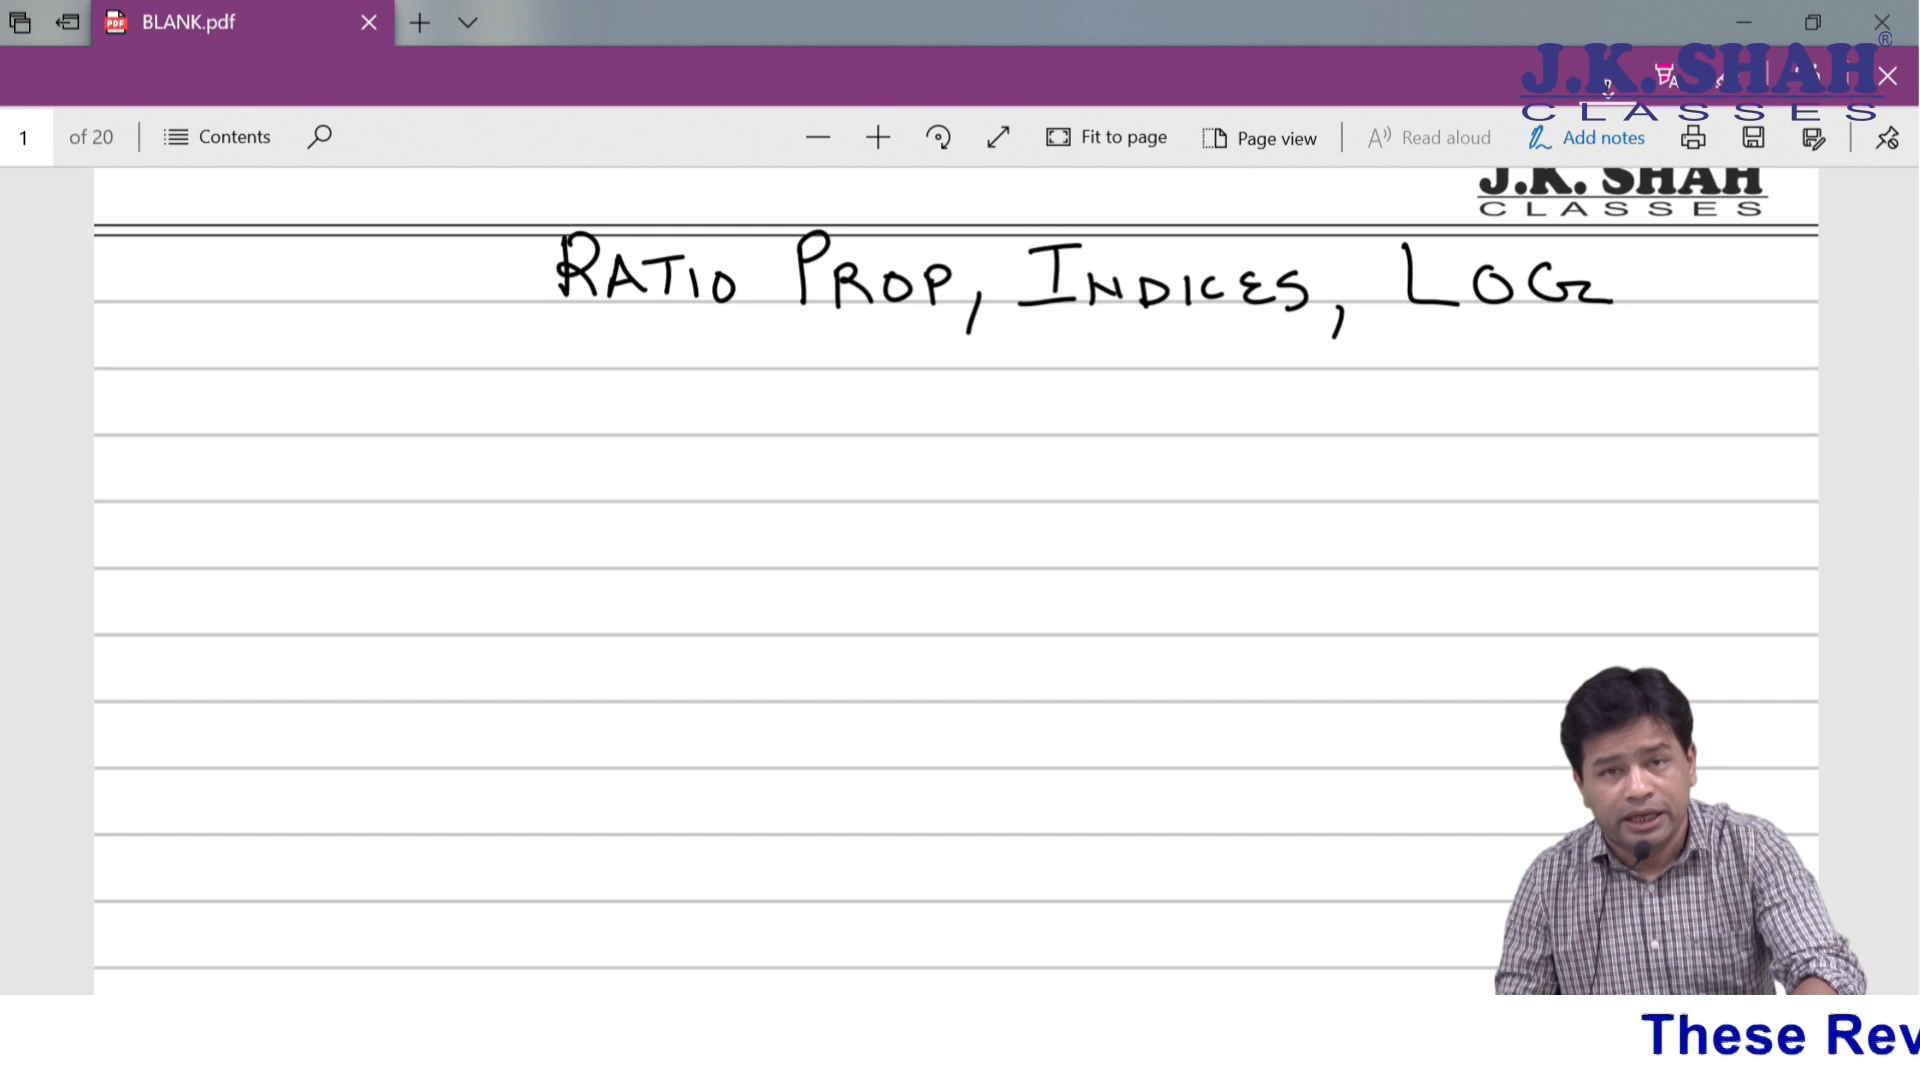 BLANK.pdf
J.K.SHAH®
CLASSES
1 of 20 Contents Fit to page Page view Read aloud Add notes
J.K. SHAH
CLASSES
RATIO PROP, INDICES, LOG
These Rev